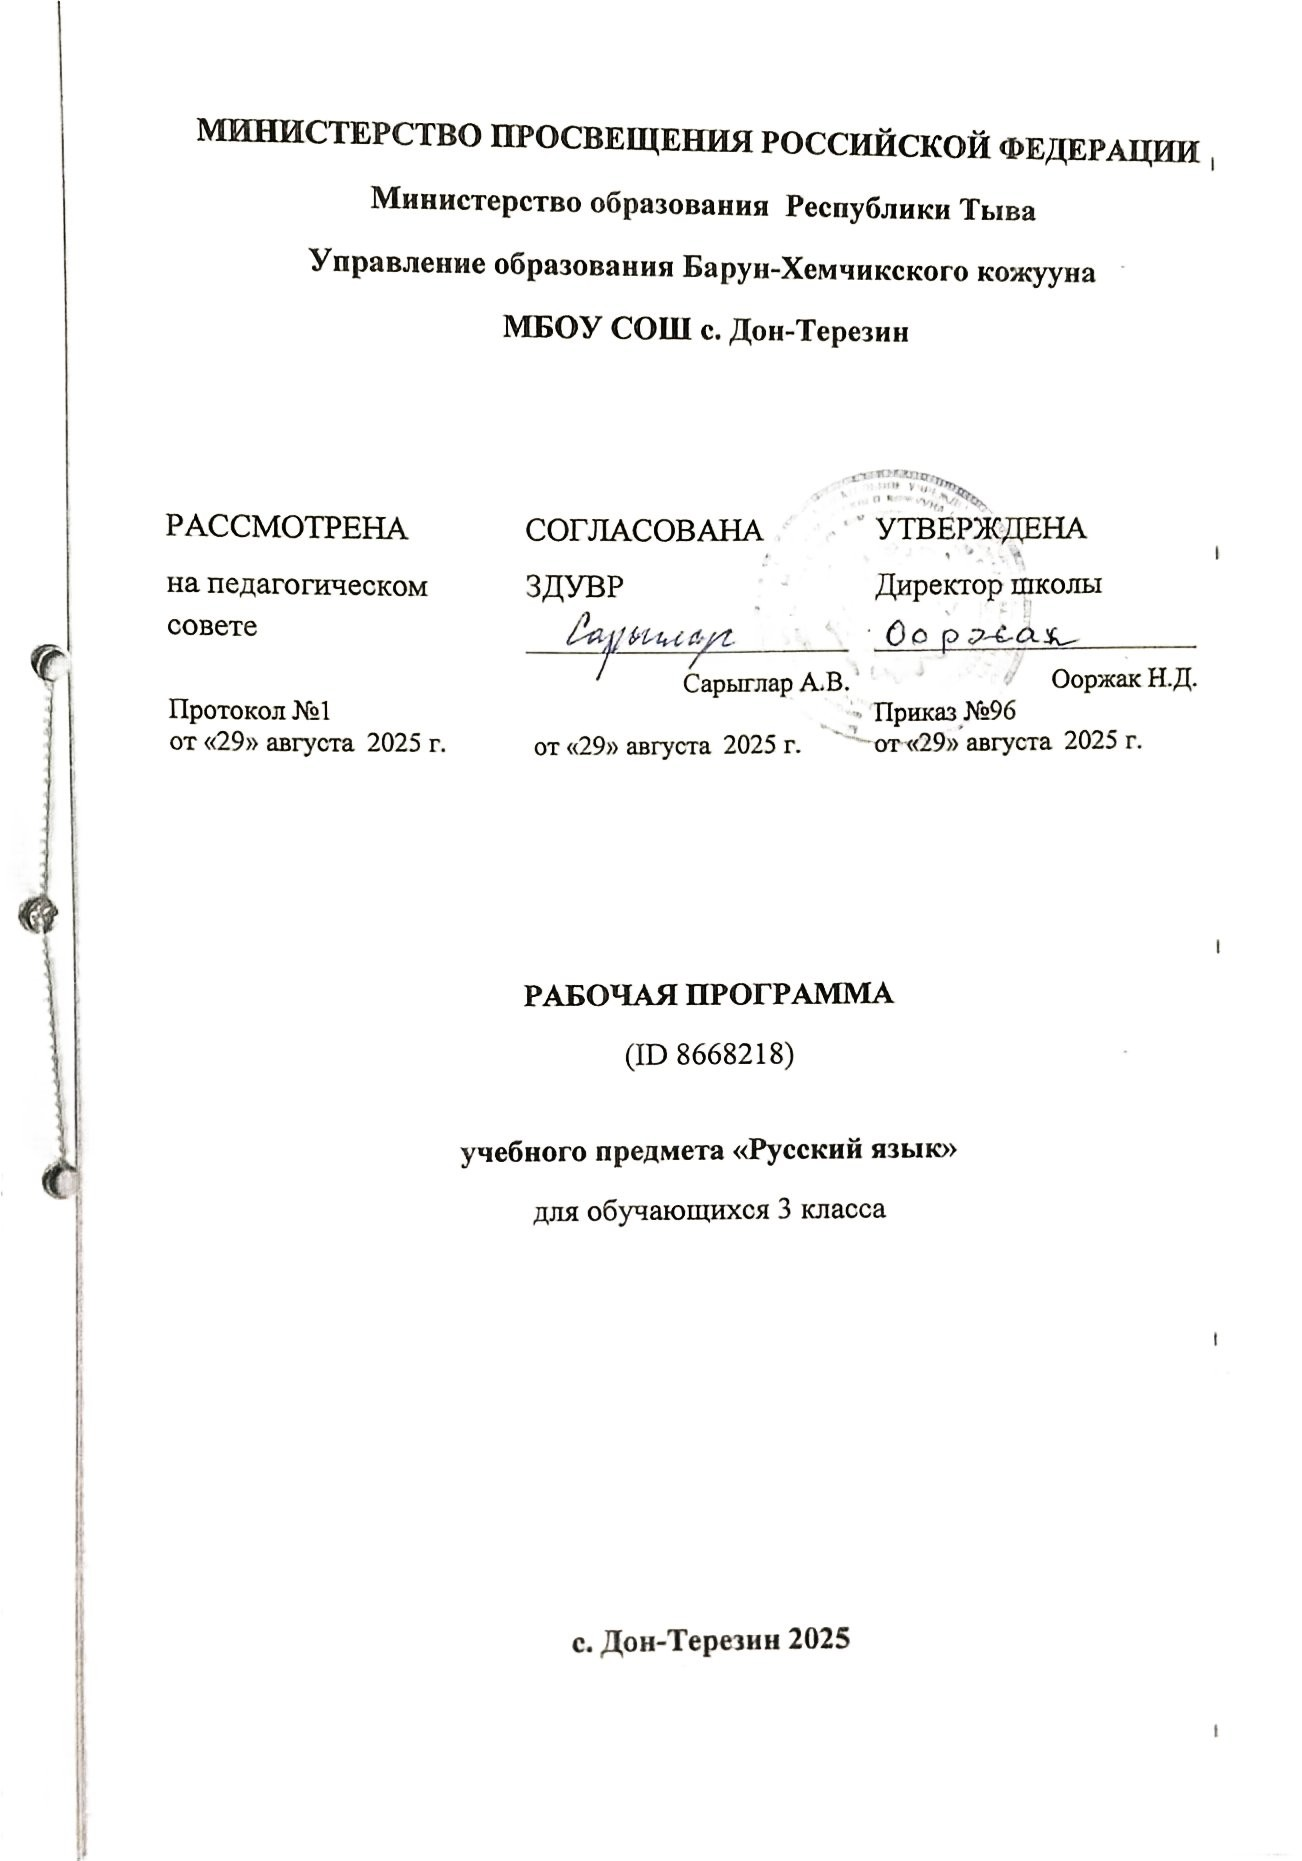 МИНИСТЕРСТВО ПРОСВЕЩЕНИЯ РОССИЙСКОЙ ФЕДЕРАЦИИ
Министерство образования Республики Тыва
Управление образования Барун-Хемчикского кожууна
МБОУ СОШ с. Дон-Терезин
РАССМОТРЕНА
на педагогическом
совете
Протокол №1
от «29» августа 2025 г.
СОГЛАСОВАНА
ЗДУВР
Сарыглар
Сарыглар А.В.
от «29» августа 2025 г.
УТВЕРЖДЕНА
Директор школы
Ооржак
Ооржак Н.Д.
Приказ №96
от «29» августа 2025 г.
РАБОЧАЯ ПРОГРАММА
(ID 8668218)
учебного предмета «Русский язык»
для обучающихся 3 класса
с. Дон-Терезин 2025